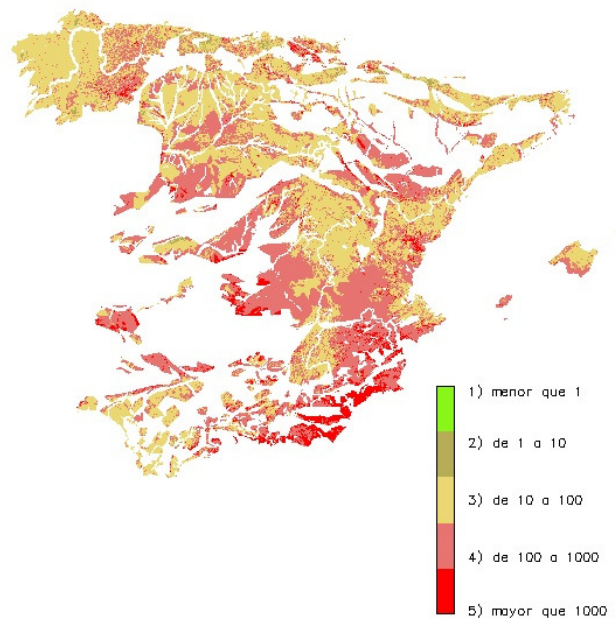 1) menor que 1
2) de 1 a 10
3) de 10 a 100
4) de 100 a 1000
5) mayor que 1000